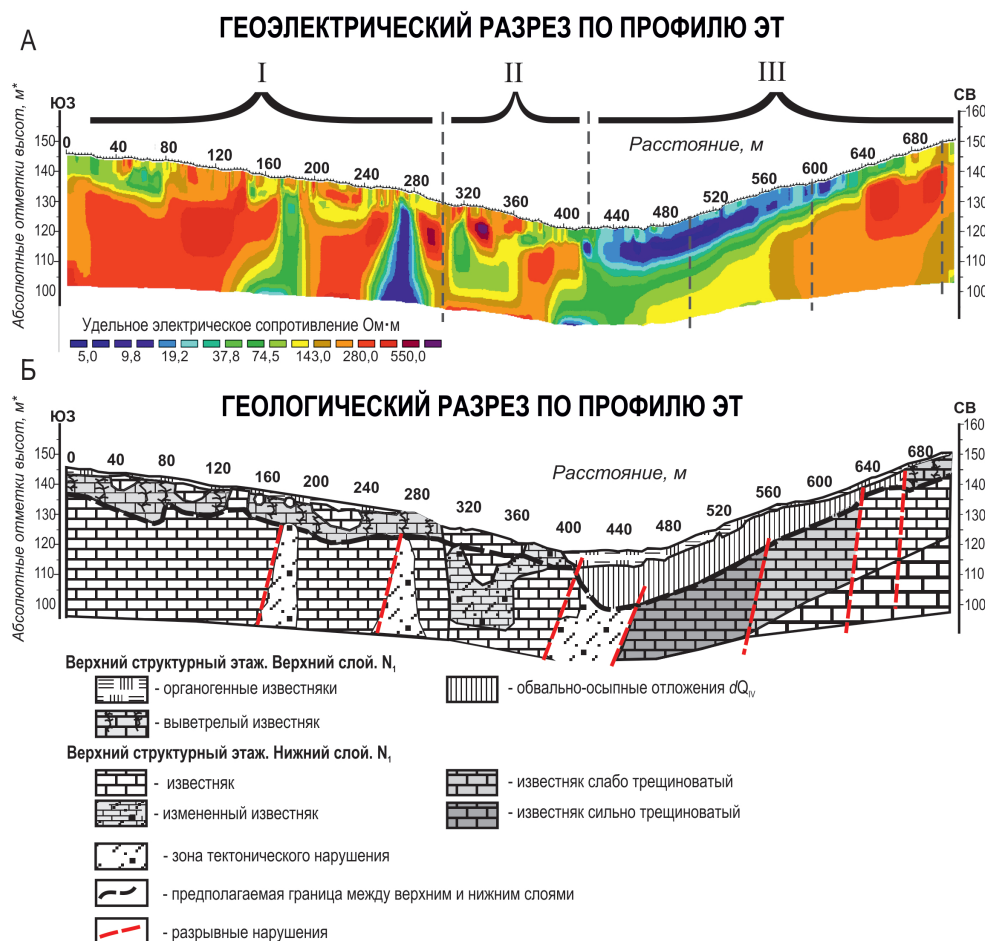 А
ГЕОЭЛЕКТРИЧЕСКИЙ РАЗРЕЗ ПО ПРОФИЛЮ ЭТ
I II III
Абсолютные отметки высот, м*
ЮЗ
СВ
150
140
130
120
110
100
160
150
140
130
120
110
100
0 40 80 120 160 200 240 280 320 360 400 440 480 520 560 600 640 680
Расстояние, м
Удельное электрическое сопротивление Ом·м
5,0 9,8 19,2 37,8 74,5 143,0 280,0 550,0
Б
ГЕОЛОГИЧЕСКИЙ РАЗРЕЗ ПО ПРОФИЛЮ ЭТ
Абсолютные отметки высот, м*
ЮЗ
СВ
150
140
130
120
110
100
160
150
140
130
120
110
100
0 40 80 120 160 200 240 280 320 360 400 440 480 520 560 600 640 680
Расстояние, м
Верхний структурный этаж. Верхний слой. N₁
- органогенные известняки
- обвально-осыпные отложения dQIV
- выветрелый известняк
Верхний структурный этаж. Нижний слой. N₁
- известняк
- известняк слабо трещиноватый
- измененный известняк
- известняк сильно трещиноватый
- зона тектонического нарушения
- предполагаемая граница между верхним и нижним слоями
- разрывные нарушения